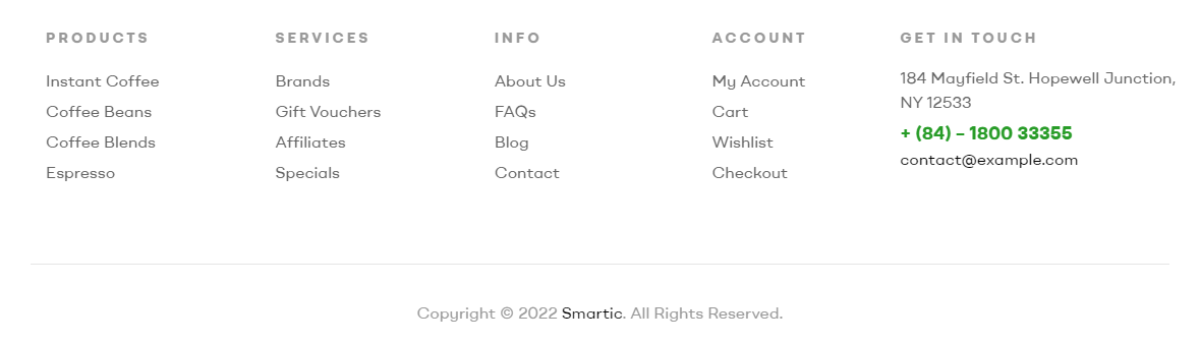 PRODUCTS
Instant Coffee
Coffee Beans
Coffee Blends
Espresso
SERVICES
Brands
Gift Vouchers
Affiliates
Specials
INFO
About Us
FAQs
Blog
Contact
ACCOUNT
My Account
Cart
Wishlist
Checkout
GET IN TOUCH
184 Mayfield St. Hopewell Junction,
NY 12533
+ (84) – 1800 33355
contact@example.com
Copyright © 2022 Smartic. All Rights Reserved.